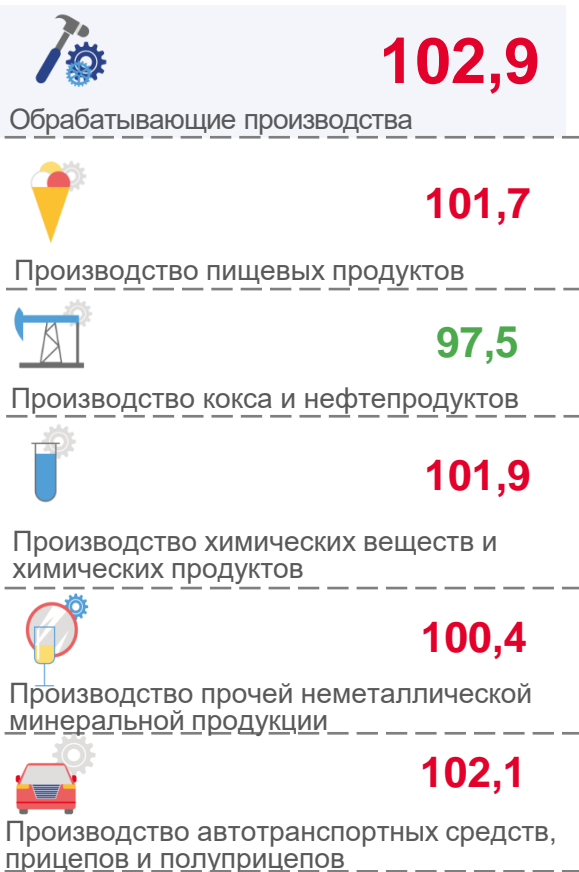 102,9
Обрабатывающие производства
101,7
Производство пищевых продуктов
97,5
Производство кокса и нефтепродуктов
101,9
Производство химических веществ и
химических продуктов
100,4
Производство прочей неметаллической
минеральной продукции
102,1
Производство автотранспортных средств,
прицепов и полуприцепов